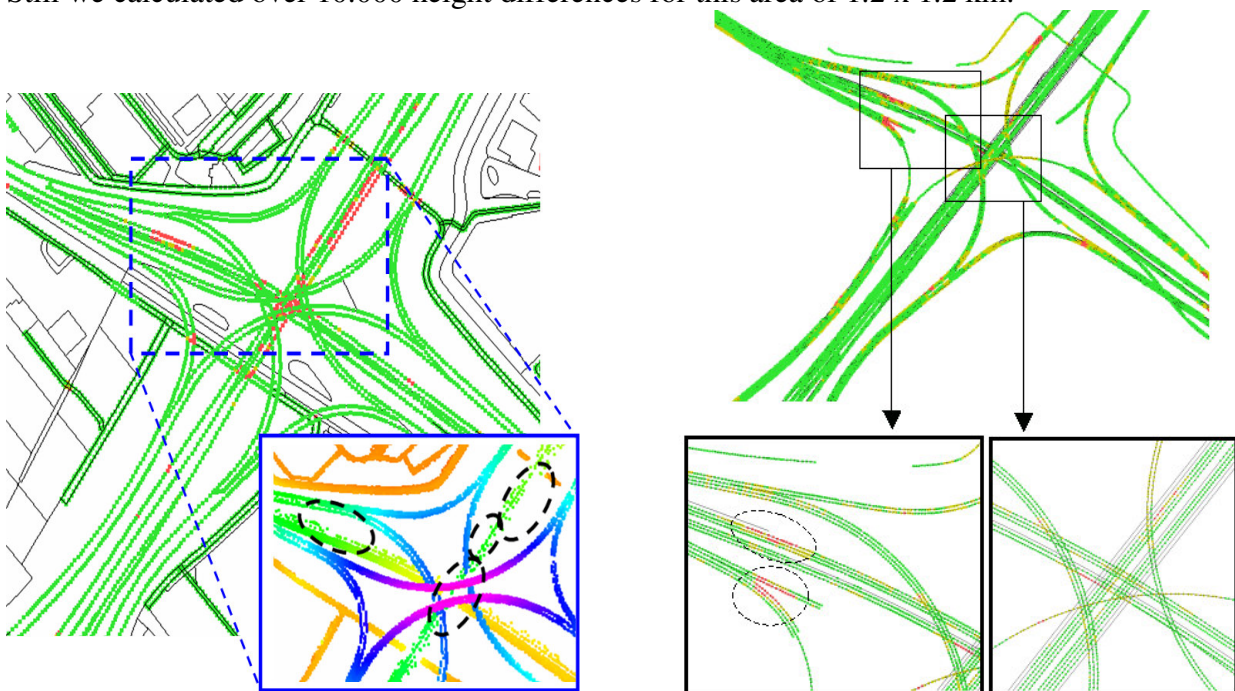 Still we calculated over 10.000 height differences for this area of 1.2 x 1.2 km.